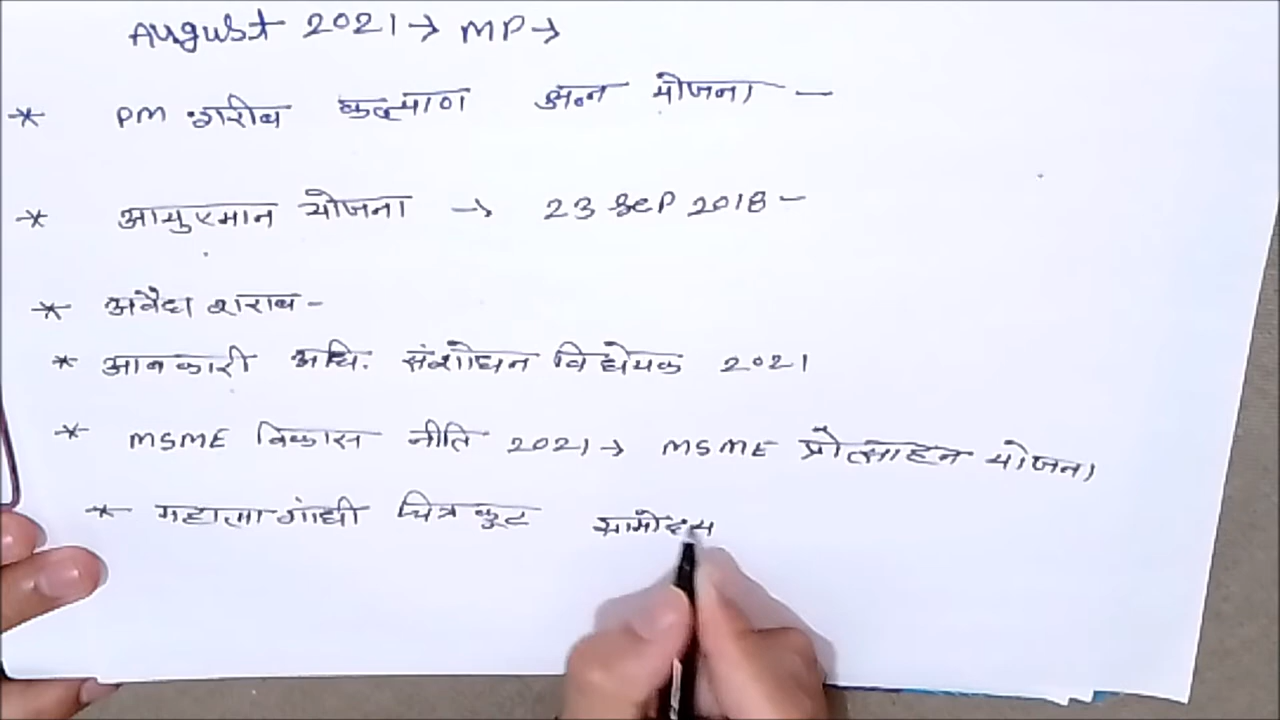 August 2021 → MP →
* PM गरीब कल्याण अन्न योजना –
* आयुष्मान योजना → 23 Sep 2018 –
* अवैध शराब –
* आबकारी अधि. संशोधन विधेयक 2021
* MSME विकास नीति 2021 → MSME प्रोत्साहन योजना
* महात्मा गांधी चित्रकूट ग्रामोदय